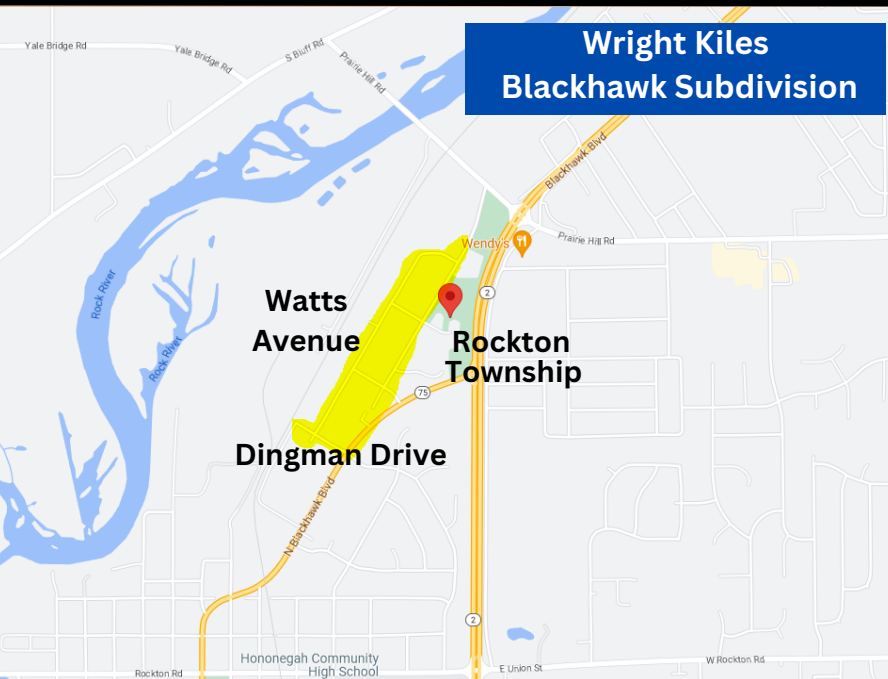 Wright Kiles
Blackhawk Subdivision
Yale Bridge Rd
Yale Bridge Rd
S Bluff Rd
Prairie Hill Rd
Blackhawk Blvd
Wendy's
Prairie Hill Rd
Rock River
Rock River
2
Watts
Avenue
Rockton
Township
75
Dingman Drive
N Blackhawk Blvd
2
Hononegah Community
High School
Rockton Rd
E Union St
W Rockton Rd